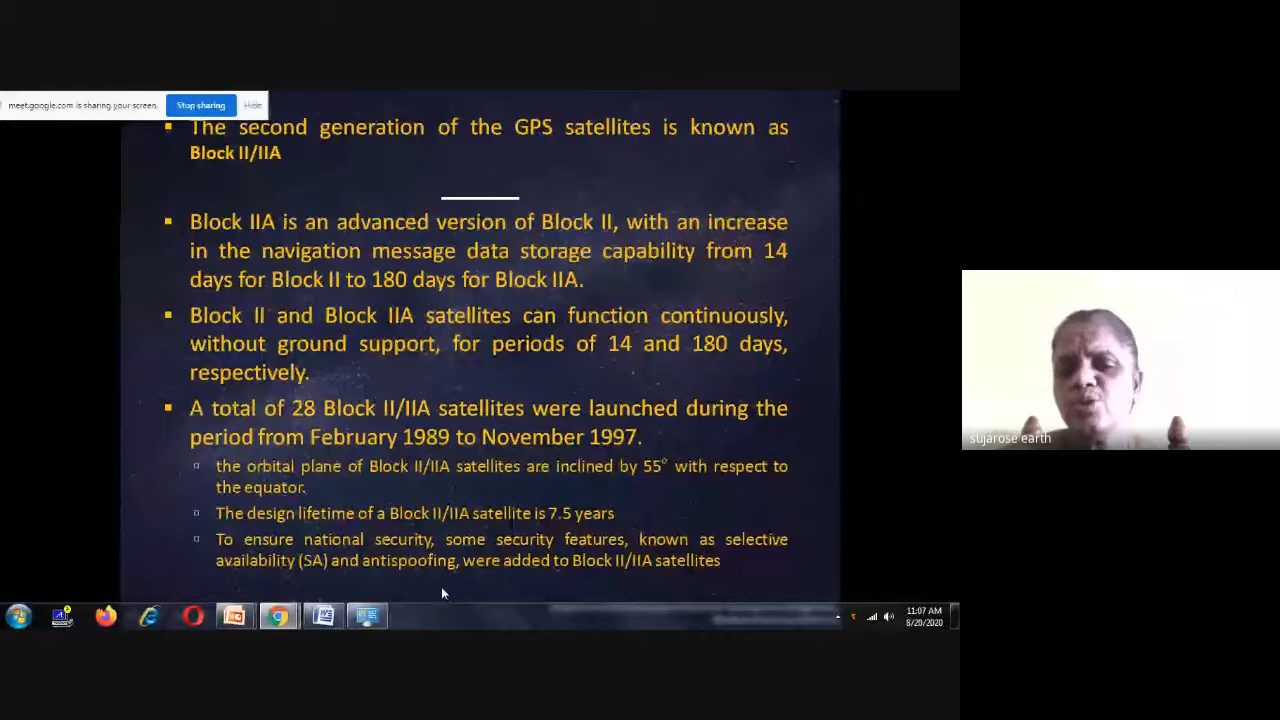 meet.google.com is sharing your screen.
Stop sharing
Hide
▪ The second generation of the GPS satellites is known as
Block II/IIA
▪ Block IIA is an advanced version of Block II, with an increase
in the navigation message data storage capability from 14
days for Block II to 180 days for Block IIA.
▪ Block II and Block IIA satellites can function continuously,
without ground support, for periods of 14 and 180 days,
respectively.
▪ A total of 28 Block II/IIA satellites were launched during the
period from February 1989 to November 1997.
▫ the orbital plane of Block II/IIA satellites are inclined by 55° with respect to
the equator.
▫ The design lifetime of a Block II/IIA satellite is 7.5 years
▫ To ensure national security, some security features, known as selective
availability (SA) and antispoofing, were added to Block II/IIA satellites
sujarose earth
11:07 AM
8/20/2020